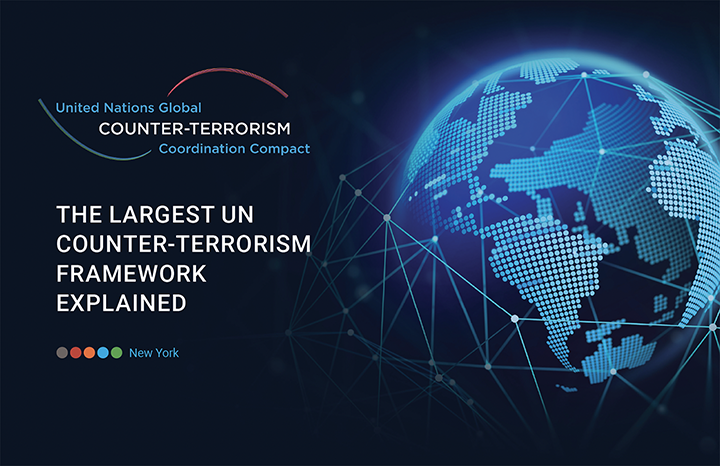 United Nations Global
COUNTER-TERRORISM
Coordination Compact
THE LARGEST UN
COUNTER-TERRORISM
FRAMEWORK
EXPLAINED
New York